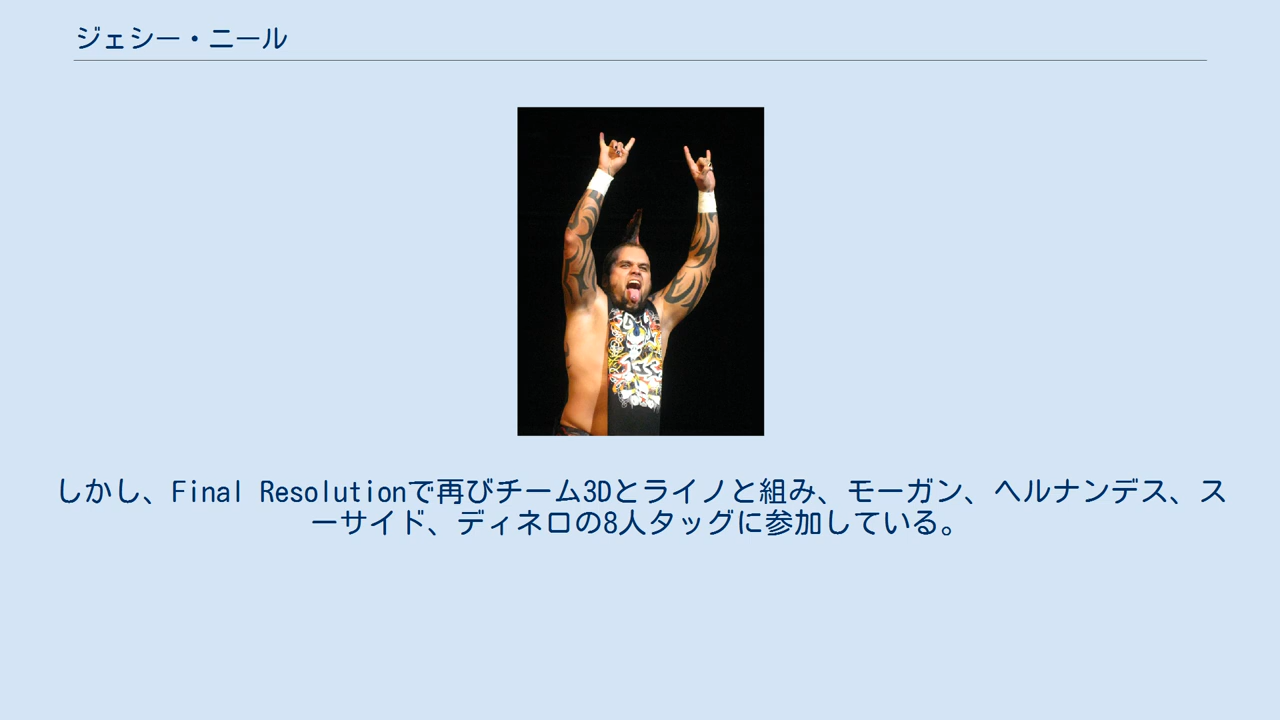 ジェシー・ニール
しかし、Final Resolutionで再びチーム3Dとライノと組み、モーガン、ヘルナンデス、ス
ーサイド、ディネロの8人タッグに参加している。